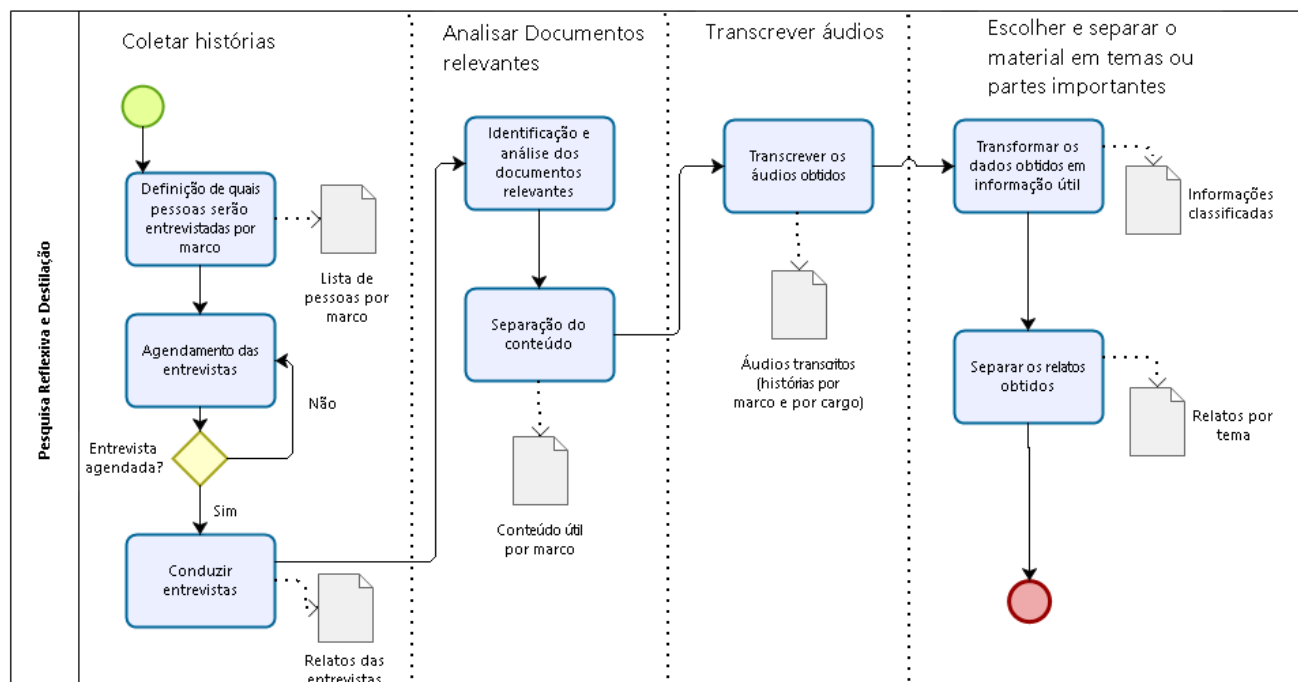 Pesquisa Reflexiva e Destilação
Coletar histórias
Definição de quais
pessoas serão
entrevistadas por
marco
Lista de
pessoas por
marco
Agendamento das
entrevistas
Não
Entrevista
agendada?
Sim
Conduzir
entrevistas
Relatos das
entrevistas
Analisar Documentos
relevantes
Identificação e
análise dos
documentos
relevantes
Separação do
conteúdo
Conteúdo útil
por marco
Transcrever áudios
Transcrever os
áudios obtidos
Áudios transcritos
(histórias por
marco e por cargo)
Escolher e separar o
material em temas ou
partes importantes
Transformar os
dados obtidos em
informação útil
Informações
classificadas
Separar os relatos
obtidos
Relatos por
tema